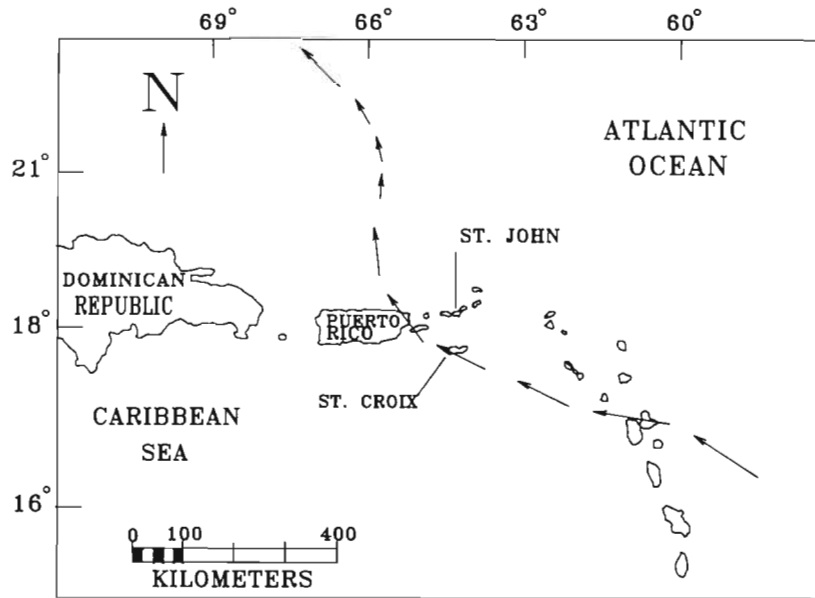 69° 66° 63° 60°
N
ATLANTIC
OCEAN
21°
ST. JOHN
DOMINICAN
REPUBLIC
18°
PUERTO
RICO
ST. CROIX
CARIBBEAN
SEA
16°
0 100 400
KILOMETERS